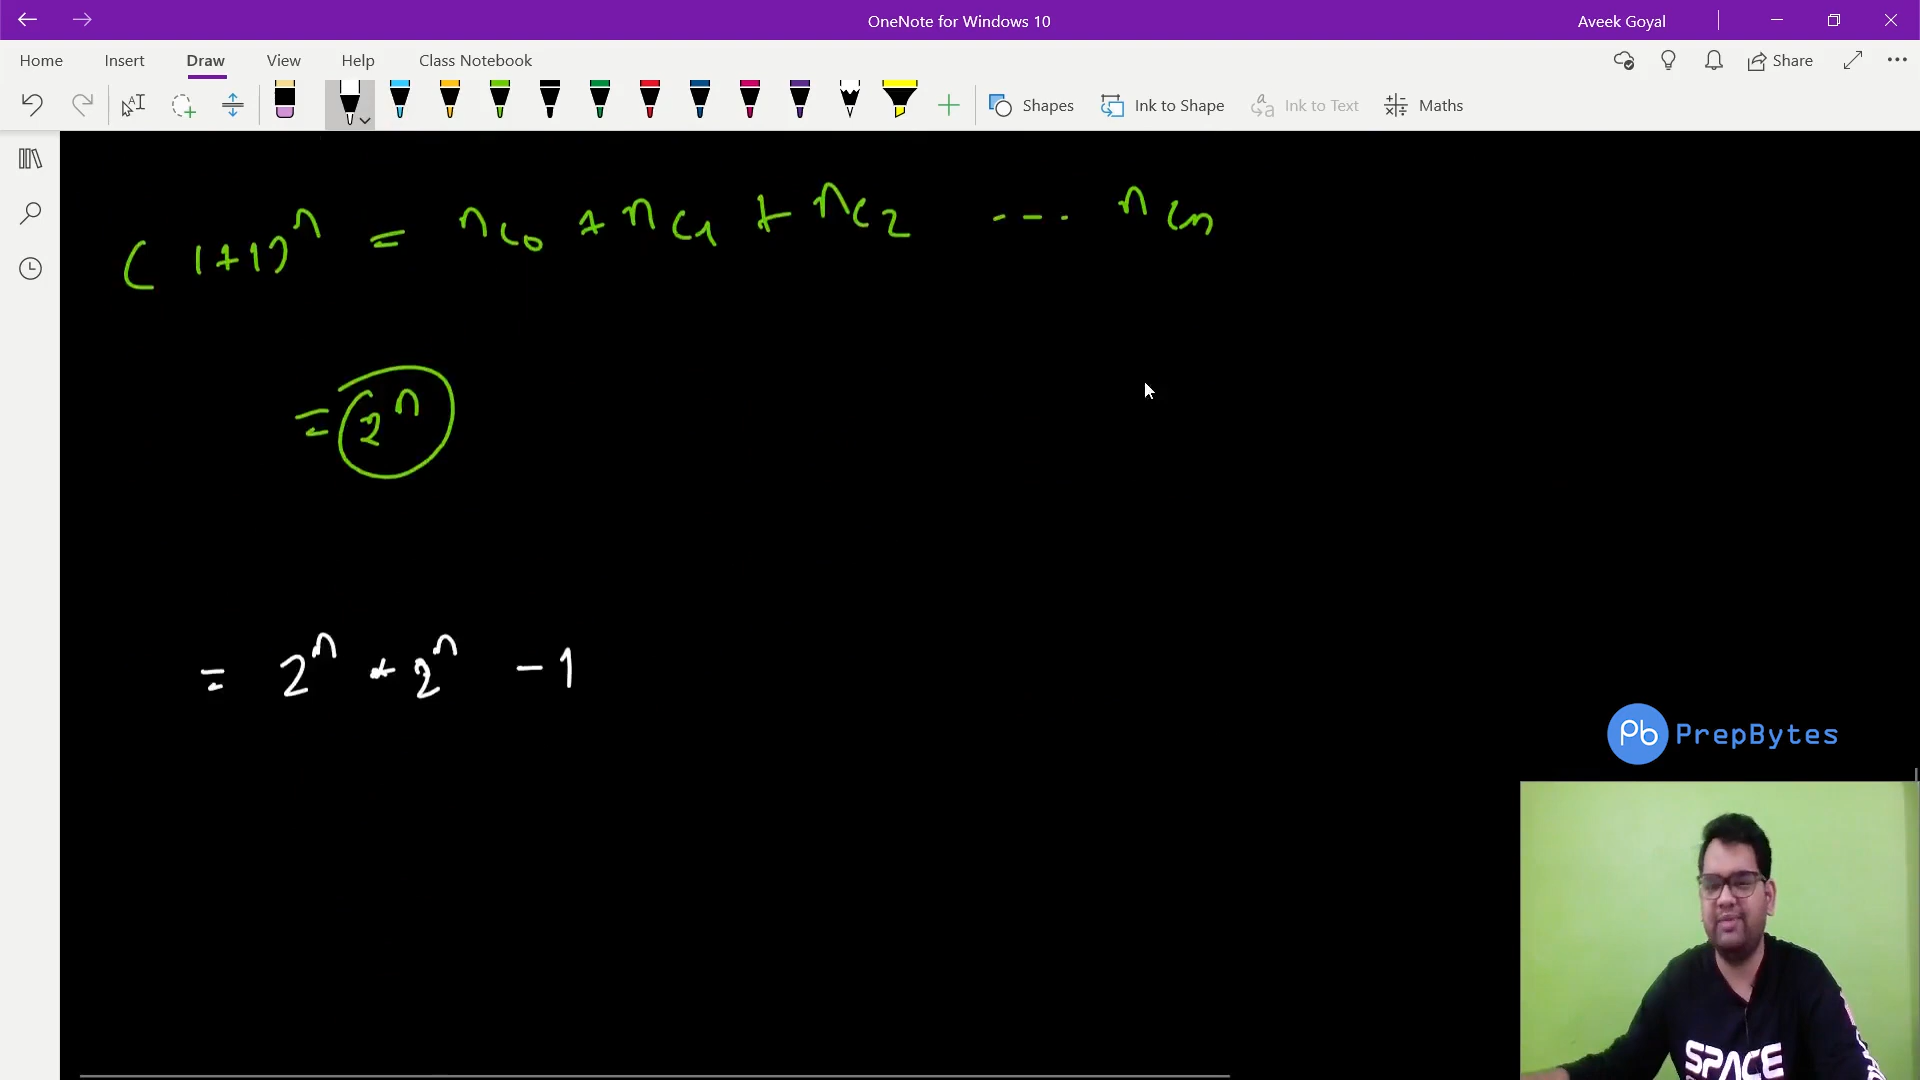 OneNote for Windows 10
Aveek Goyal
Home Insert Draw View Help Class Notebook
Share
Shapes Ink to Shape Ink to Text Maths
(1+1)^n = nC0 + nC1 + nC2 --- nCn
= 2^n
= 2^n + 2^n - 1
Pb PrepBytes
SPACE